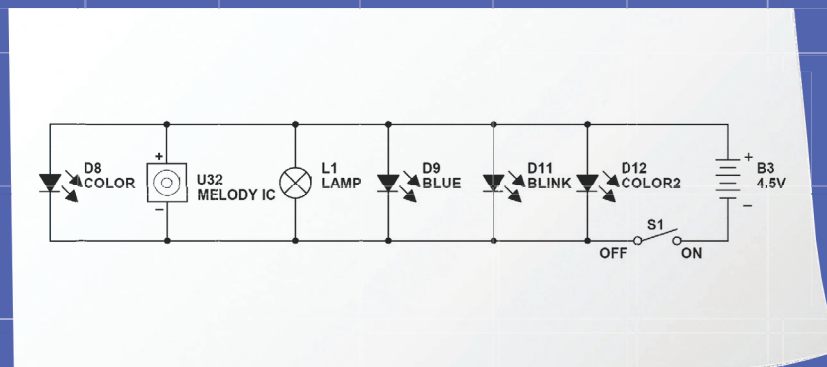 D8
COLOR
+
U32
MELODY IC
–
L1
LAMP
D9
BLUE
D11
BLINK
D12
COLOR2
+
B3
4.5V
–
S1
OFF
ON